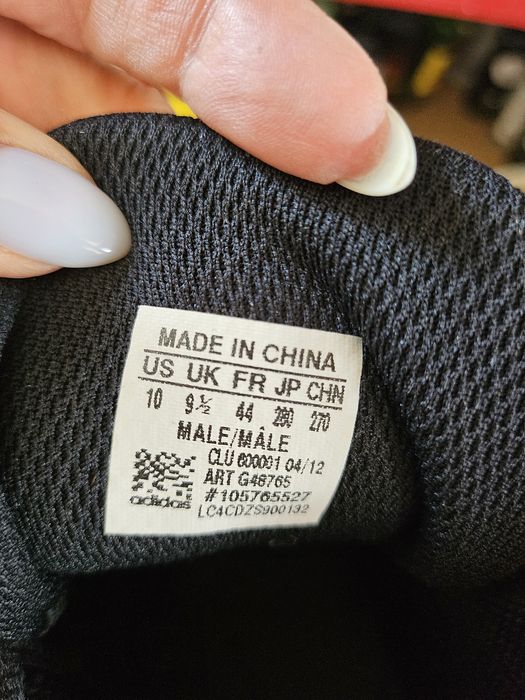 MADE IN CHINA
US UK FR JP CHN
10 9½ 44 280 270
MALE/MÂLE
CLU 600001 04/12
ART G48765
#105765527
LC4CDZS900132
adidas